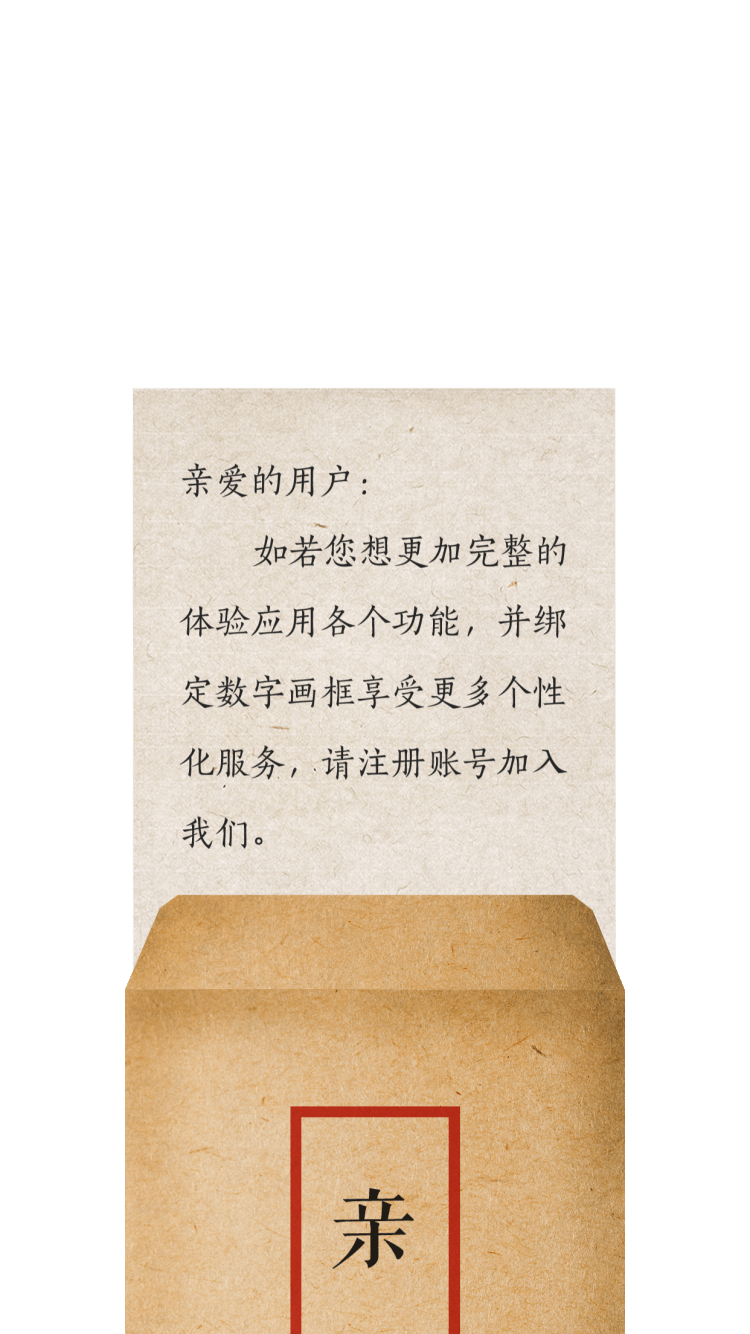 亲爱的用户：
如若您想更加完整的
体验应用各个功能，并绑
定数字画框享受更多个性
化服务，请注册账号加入
我们。
亲